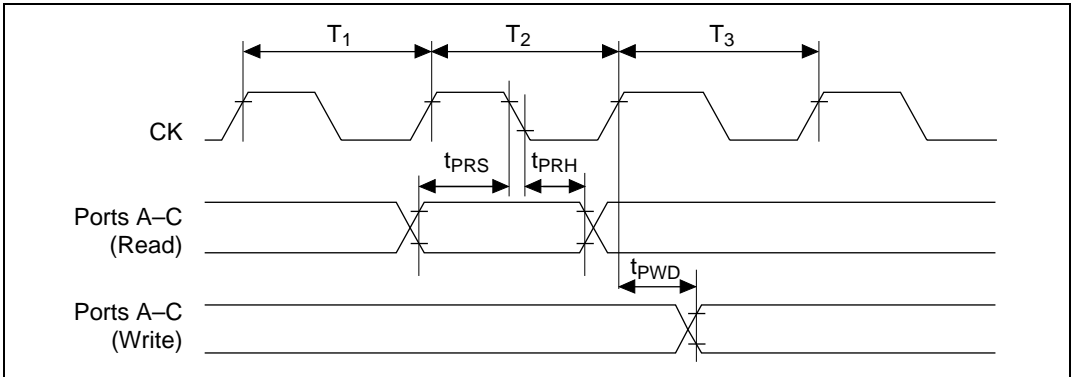 T1 T2 T3
CK
tPRS tPRH
Ports A–C
(Read)
tPWD
Ports A–C
(Write)